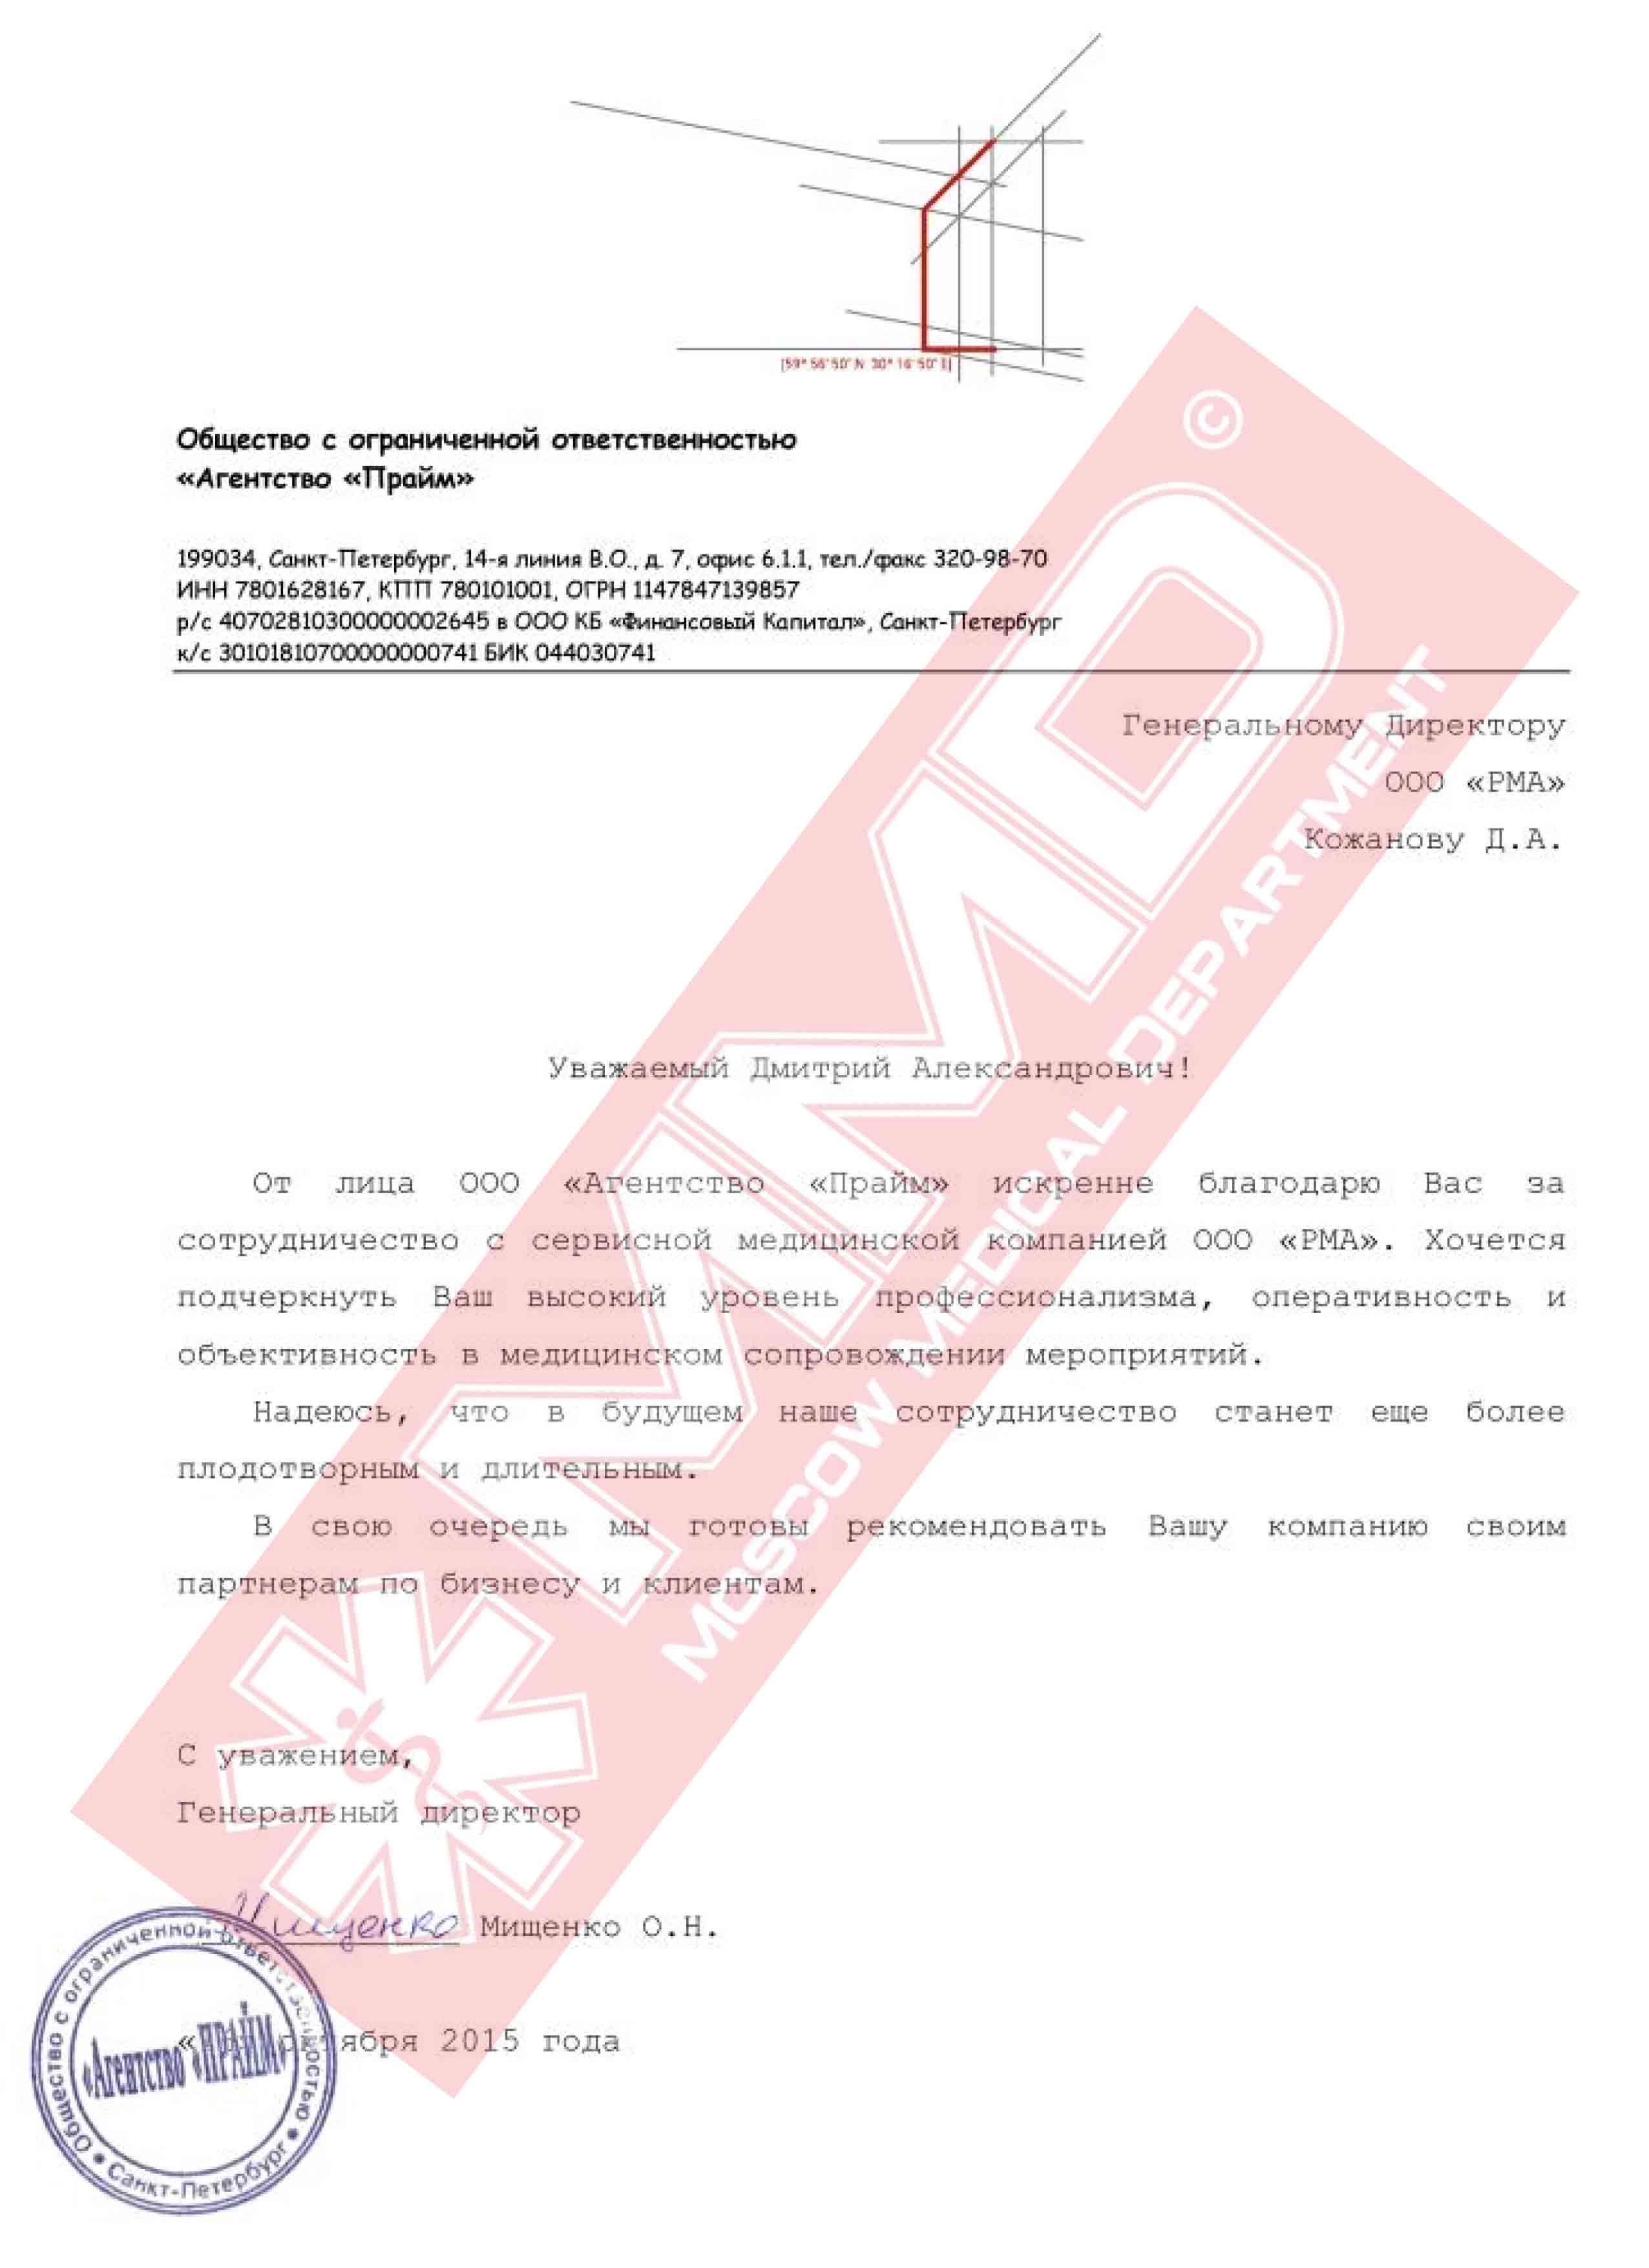 [59° 56' 50" N 30° 16' 50" E]
Общество с ограниченной ответственностью
«Агентство «Прайм»
199034, Санкт-Петербург, 14-я линия В.О., д. 7, офис 6.1.1, тел./факс 320-98-70
ИНН 7801628167, КПП 780101001, ОГРН 1147847139857
р/с 40702810300000002645 в ООО КБ «Финансовый Капитал», Санкт-Петербург
к/с 30101810700000000741 БИК 044030741
Генеральному Директору
ООО «РМА»
Кожанову Д.А.
Уважаемый Дмитрий Александрович!
От лица ООО «Агентство «Прайм» искренне благодарю Вас за
сотрудничество с сервисной медицинской компанией ООО «РМА». Хочется
подчеркнуть Ваш высокий уровень профессионализма, оперативность и
объективность в медицинском сопровождении мероприятий.
Надеюсь, что в будущем наше сотрудничество станет еще более
плодотворным и длительным.
В свою очередь мы готовы рекомендовать Вашу компанию своим
партнерам по бизнесу и клиентам.
С уважением,
Генеральный директор
Мищенко Мищенко О.Н.
2015 года
Общество с ограниченной ответственностью
«Агентство «ПРАЙМ»
Санкт-Петербург
©
MMD
MOSCOW MEDICAL DEPARTMENT